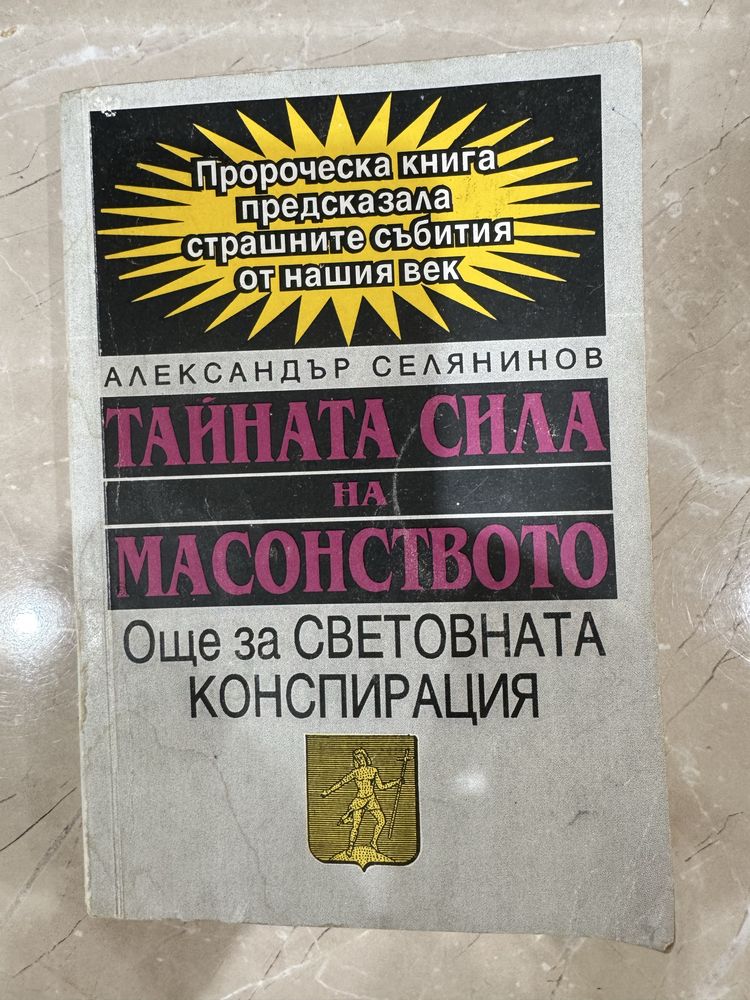 Пророческа книга
предсказала
страшните събития
от нашия век
АЛЕКСАНДЪР СЕЛЯНИНОВ
ТАЙНАТА СИЛА
НА
МАСОНСТВОТО
Още за СВЕТОВНАТА
КОНСПИРАЦИЯ